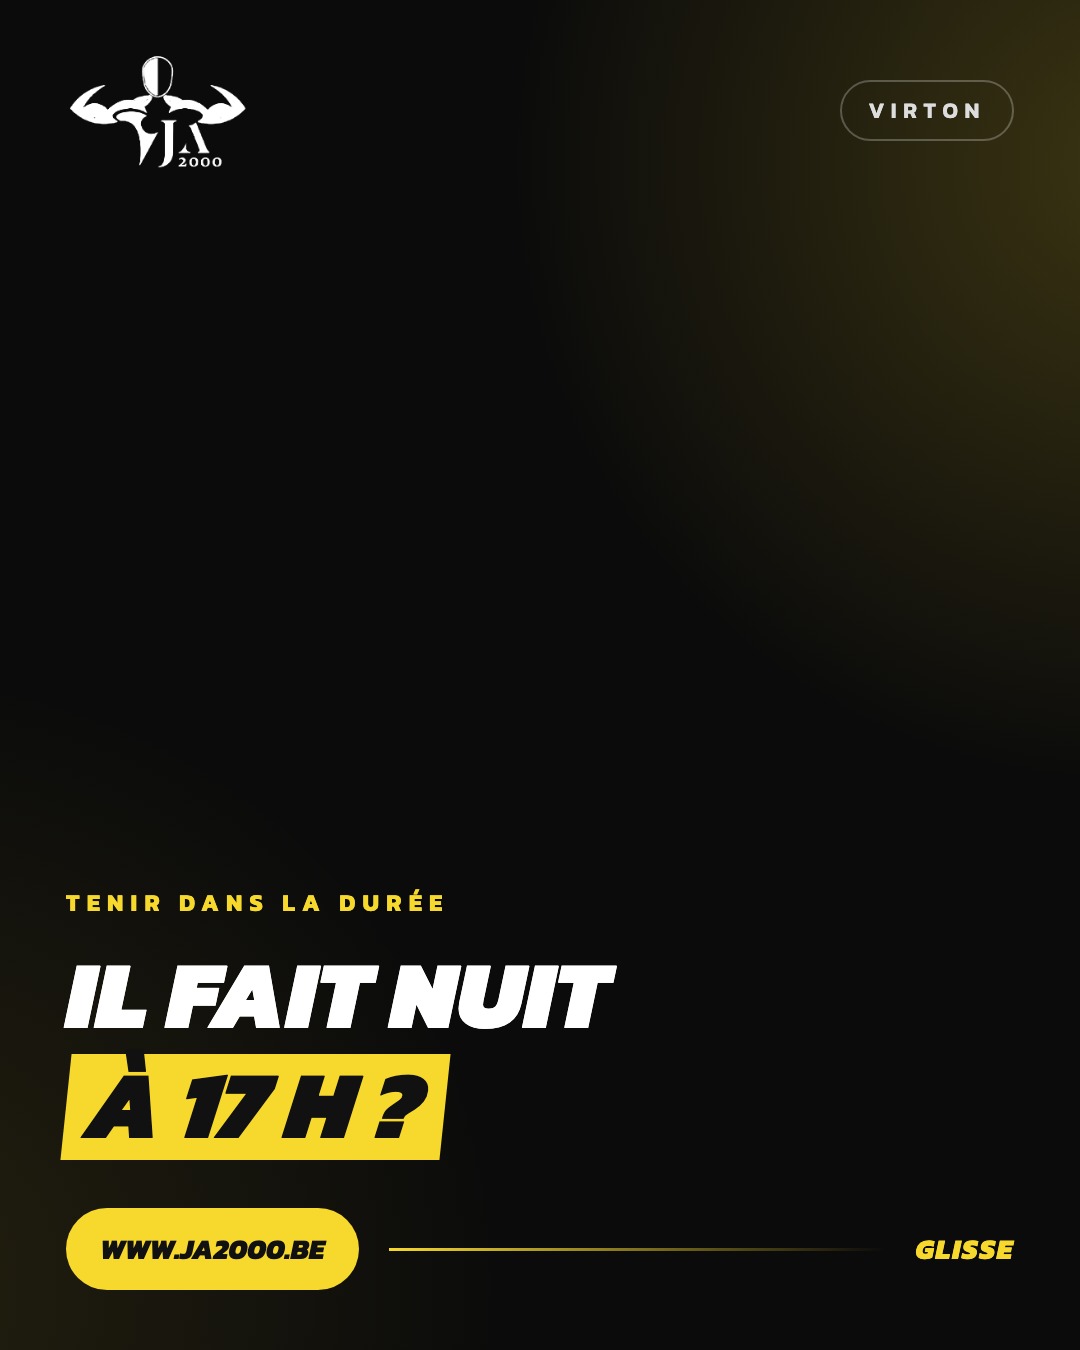 JA
2000
VIRTON
TENIR DANS LA DURÉE
IL FAIT NUIT
À 17 H ?
WWW.JA2000.BE
GLISSE